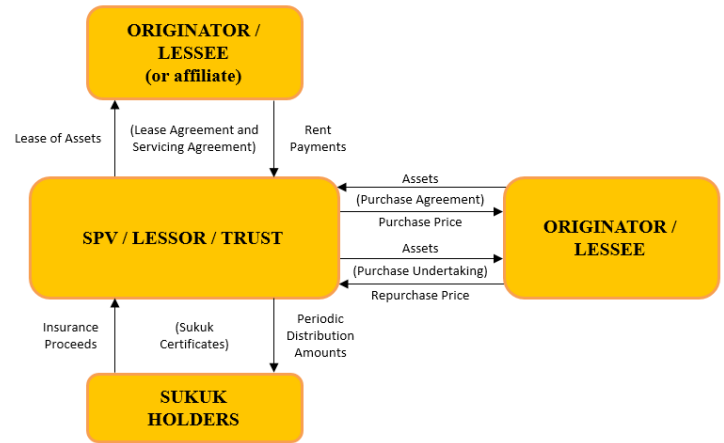 ORIGINATOR /
LESSEE
(or affiliate)
Lease of Assets
(Lease Agreement and
Servicing Agreement)
Rent
Payments
SPV / LESSOR / TRUST
Assets
(Purchase Agreement)
Purchase Price
Assets
(Purchase Undertaking)
Repurchase Price
ORIGINATOR /
LESSEE
Insurance
Proceeds
(Sukuk
Certificates)
Periodic
Distribution
Amounts
SUKUK
HOLDERS